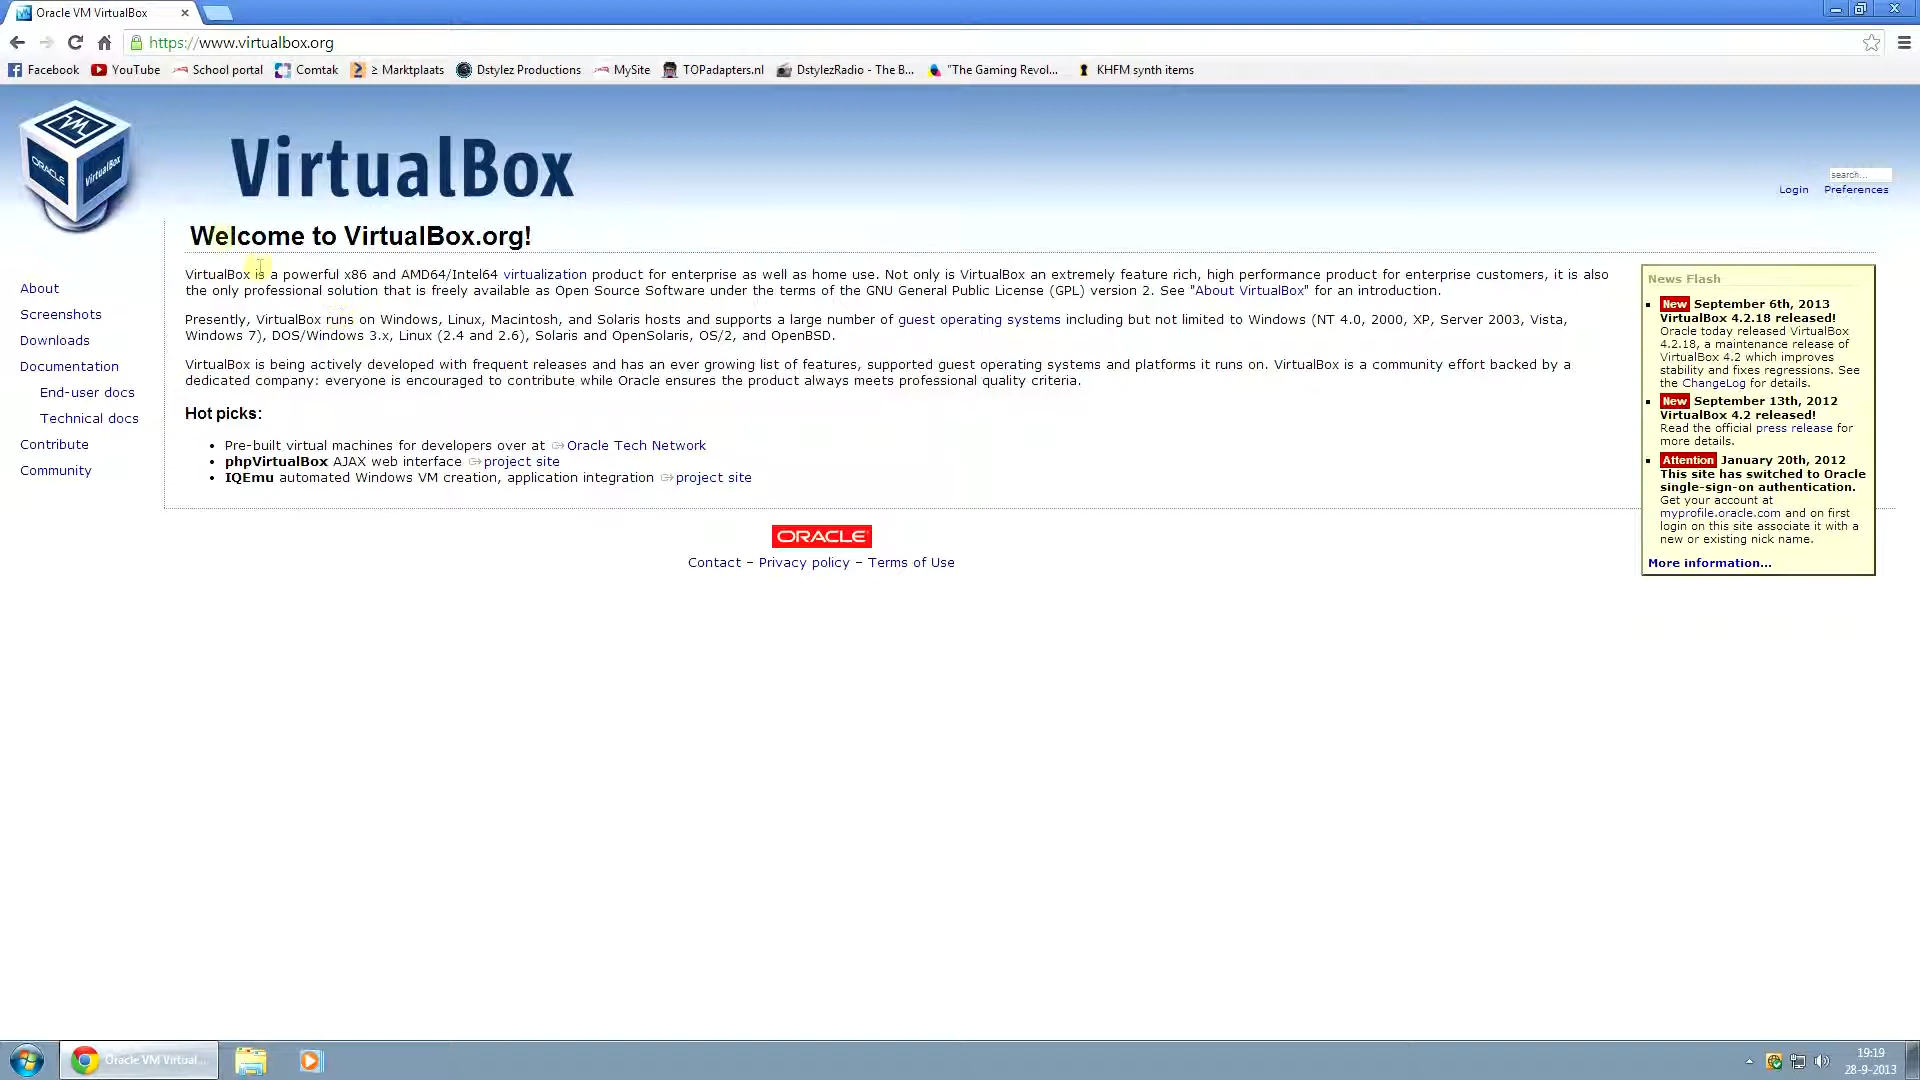 Oracle VM VirtualBox
https://www.virtualbox.org
Facebook YouTube School portal Comtak ≥ Marktplaats Dstylez Productions MySite TOPadapters.nl DstylezRadio - The B... "The Gaming Revol... KHFM synth items
ORACLE
VirtualBox
VirtualBox
search...
Login Preferences
Welcome to VirtualBox.org!
About
Screenshots
Downloads
Documentation
End-user docs
Technical docs
Contribute
Community
VirtualBox is a powerful x86 and AMD64/Intel64 virtualization product for enterprise as well as home use. Not only is VirtualBox an extremely feature rich, high performance product for enterprise customers, it is also
the only professional solution that is freely available as Open Source Software under the terms of the GNU General Public License (GPL) version 2. See "About VirtualBox" for an introduction.
Presently, VirtualBox runs on Windows, Linux, Macintosh, and Solaris hosts and supports a large number of guest operating systems including but not limited to Windows (NT 4.0, 2000, XP, Server 2003, Vista,
Windows 7), DOS/Windows 3.x, Linux (2.4 and 2.6), Solaris and OpenSolaris, OS/2, and OpenBSD.
VirtualBox is being actively developed with frequent releases and has an ever growing list of features, supported guest operating systems and platforms it runs on. VirtualBox is a community effort backed by a
dedicated company: everyone is encouraged to contribute while Oracle ensures the product always meets professional quality criteria.
Hot picks:
• Pre-built virtual machines for developers over at Oracle Tech Network
• phpVirtualBox AJAX web interface project site
• IQEmu automated Windows VM creation, application integration project site
News Flash
New September 6th, 2013
VirtualBox 4.2.18 released!
Oracle today released VirtualBox
4.2.18, a maintenance release of
VirtualBox 4.2 which improves
stability and fixes regressions. See
the ChangeLog for details.
New September 13th, 2012
VirtualBox 4.2 released!
Read the official press release for
more details.
Attention January 20th, 2012
This site has switched to Oracle
single-sign-on authentication.
Get your account at
myprofile.oracle.com and on first
login on this site associate it with a
new or existing nick name.
More information...
ORACLE
Contact – Privacy policy – Terms of Use
Oracle VM Virtual...
19:19
28-9-2013